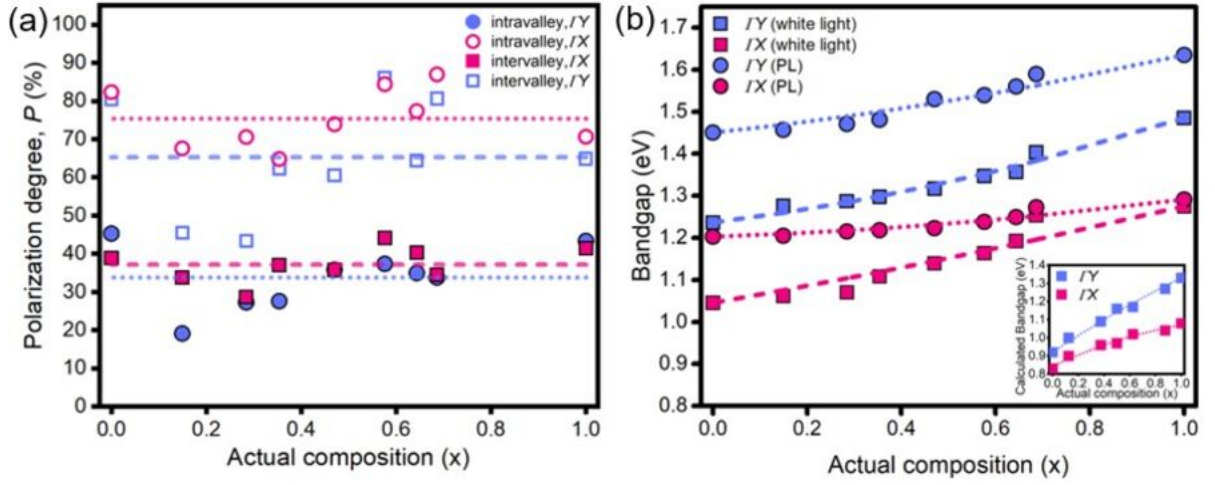 (a)
100
90
80
70
60
50
40
30
20
10
0
Polarization degree, P (%)
intravalley, ΓY
intravalley, ΓX
intervalley, ΓX
intervalley, ΓY
0.0 0.2 0.4 0.6 0.8 1.0
Actual composition (x)
(b)
1.7
1.6
1.5
1.4
1.3
1.2
1.1
1.0
0.9
0.8
Bandgap (eV)
ΓY (white light)
ΓX (white light)
ΓY (PL)
ΓX (PL)
0.0 0.2 0.4 0.6 0.8 1.0
Actual composition (x)
Calculated Bandgap (eV)
1.4
1.3
1.2
1.1
1.0
0.9
0.8
ΓY
ΓX
0.0 0.2 0.4 0.6 0.8 1.0
Actual composition (x)